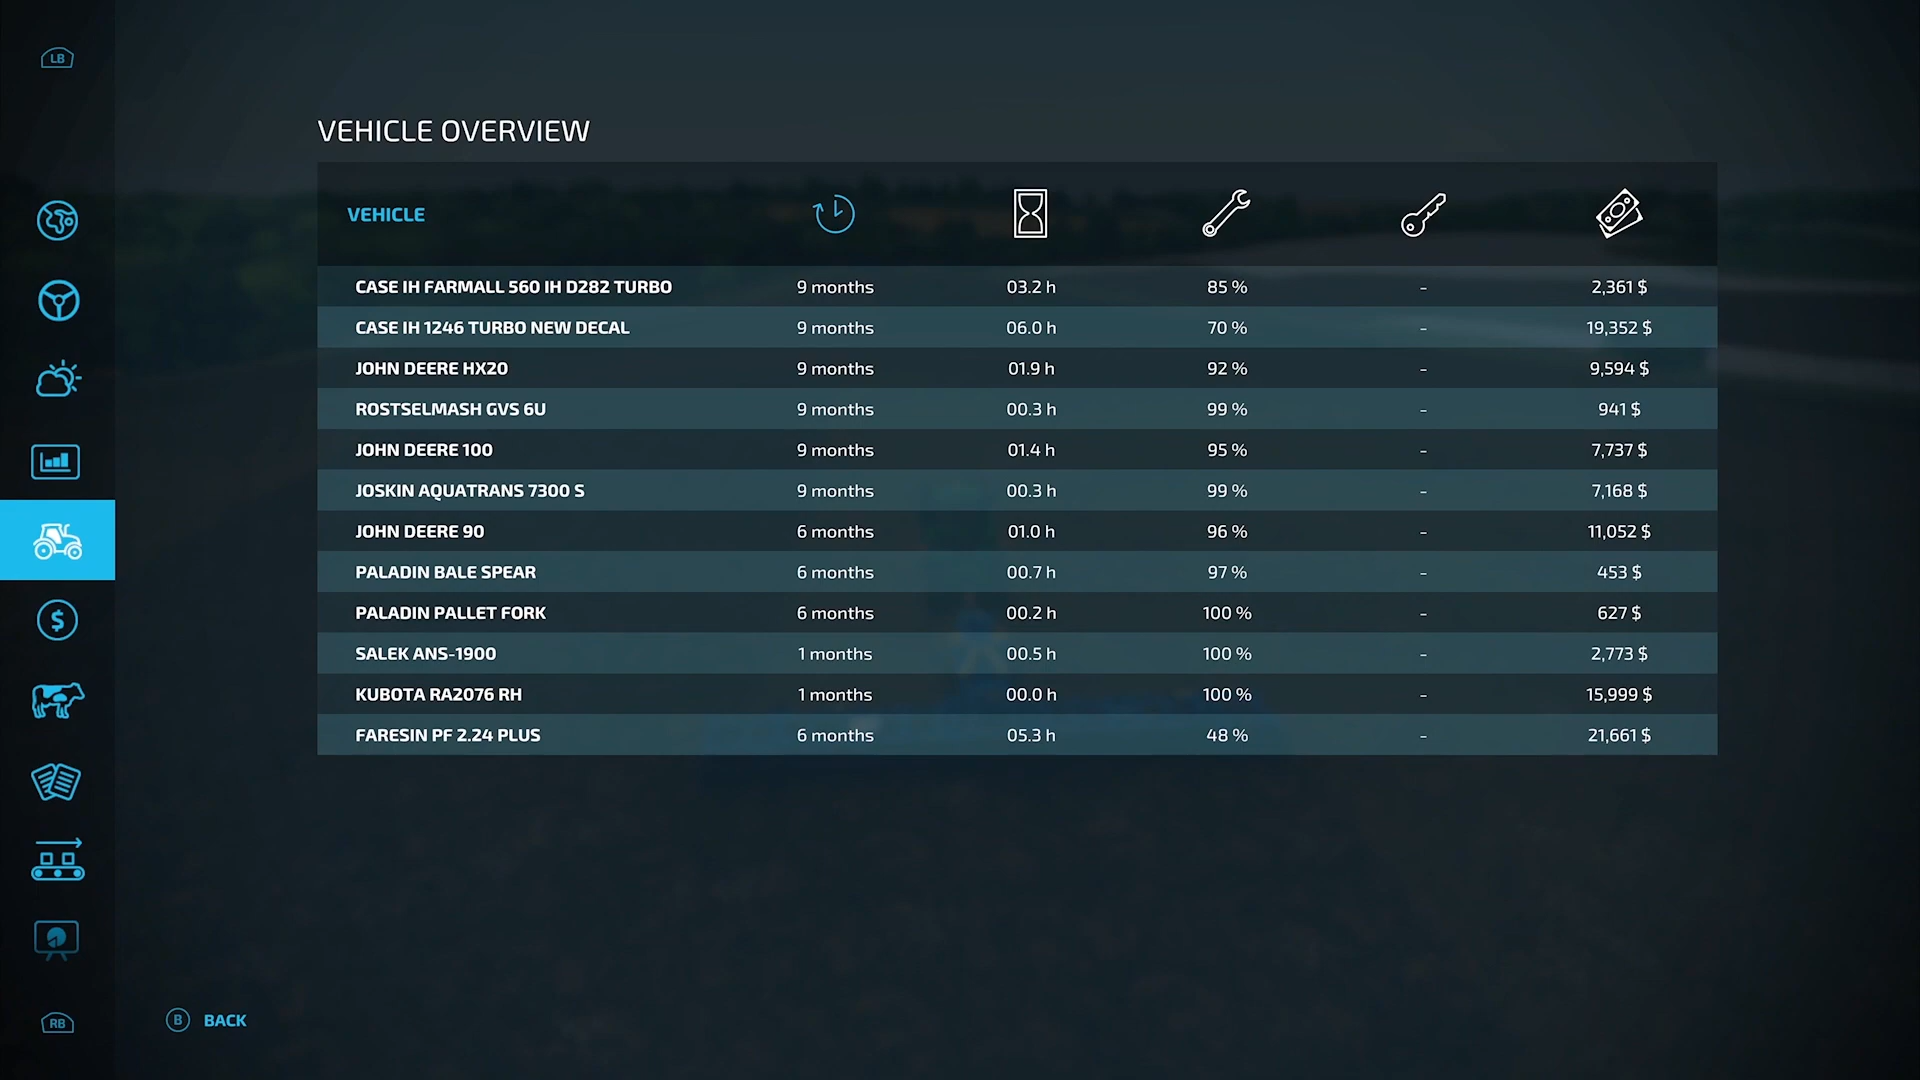 LB
VEHICLE OVERVIEW
VEHICLE
CASE IH FARMALL 560 IH D282 TURBO 9 months 03.2 h 85 % - 2,361 $
CASE IH 1246 TURBO NEW DECAL 9 months 06.0 h 70 % - 19,352 $
JOHN DEERE HX20 9 months 01.9 h 92 % - 9,594 $
ROSTSELMASH GVS 6U 9 months 00.3 h 99 % - 941 $
JOHN DEERE 100 9 months 01.4 h 95 % - 7,737 $
JOSKIN AQUATRANS 7300 S 9 months 00.3 h 99 % - 7,168 $
JOHN DEERE 90 6 months 01.0 h 96 % - 11,052 $
PALADIN BALE SPEAR 6 months 00.7 h 97 % - 453 $
PALADIN PALLET FORK 6 months 00.2 h 100 % - 627 $
SALEK ANS-1900 1 months 00.5 h 100 % - 2,773 $
KUBOTA RA2076 RH 1 months 00.0 h 100 % - 15,999 $
FARESIN PF 2.24 PLUS 6 months 05.3 h 48 % - 21,661 $
RB
B BACK